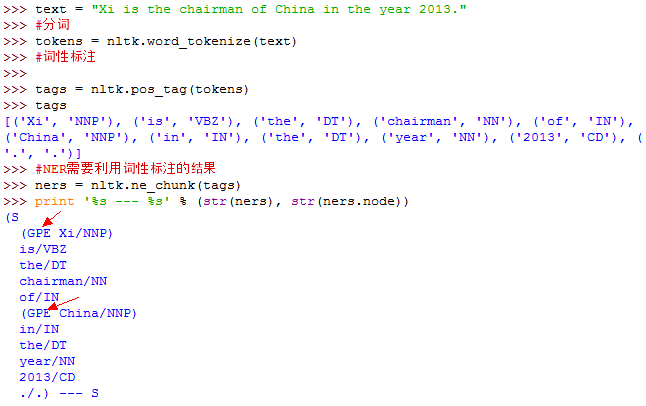 >>> text = "Xi is the chairman of China in the year 2013."
>>> #分词
>>> tokens = nltk.word_tokenize(text)
>>> #词性标注
>>>
>>> tags = nltk.pos_tag(tokens)
>>> tags
[('Xi', 'NNP'), ('is', 'VBZ'), ('the', 'DT'), ('chairman', 'NN'), ('of', 'IN'),
('China', 'NNP'), ('in', 'IN'), ('the', 'DT'), ('year', 'NN'), ('2013', 'CD'), (
'.', '.')]
>>> #NER需要利用词性标注的结果
>>> ners = nltk.ne_chunk(tags)
>>> print '%s --- %s' % (str(ners), str(ners.node))
(S
  (GPE Xi/NNP)
  is/VBZ
  the/DT
  chairman/NN
  of/IN
  (GPE China/NNP)
  in/IN
  the/DT
  year/NN
  2013/CD
  ./.) --- S